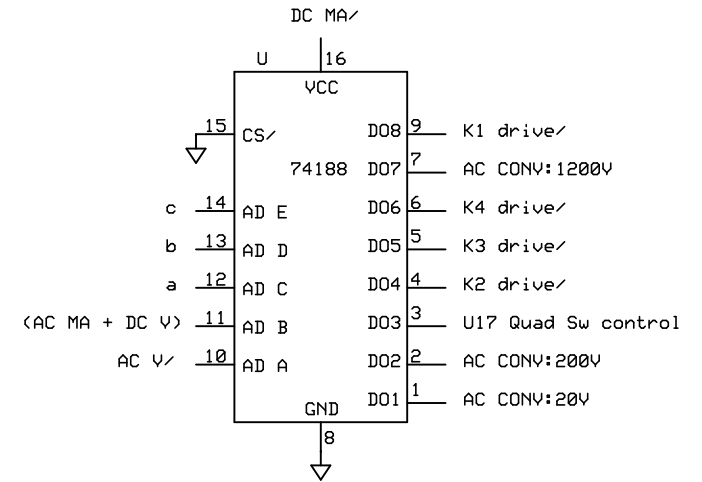 DC MA/
U 16
VCC
15 CS/ DO8 9 K1 drive/
74188 DO7 7 AC CONV:1200V
c 14 AD E DO6 6 K4 drive/
b 13 AD D DO5 5 K3 drive/
a 12 AD C DO4 4 K2 drive/
(AC MA + DC V) 11 AD B DO3 3 U17 Quad Sw control
AC V/ 10 AD A DO2 2 AC CONV:200V
DO1 1 AC CONV:20V
GND
8